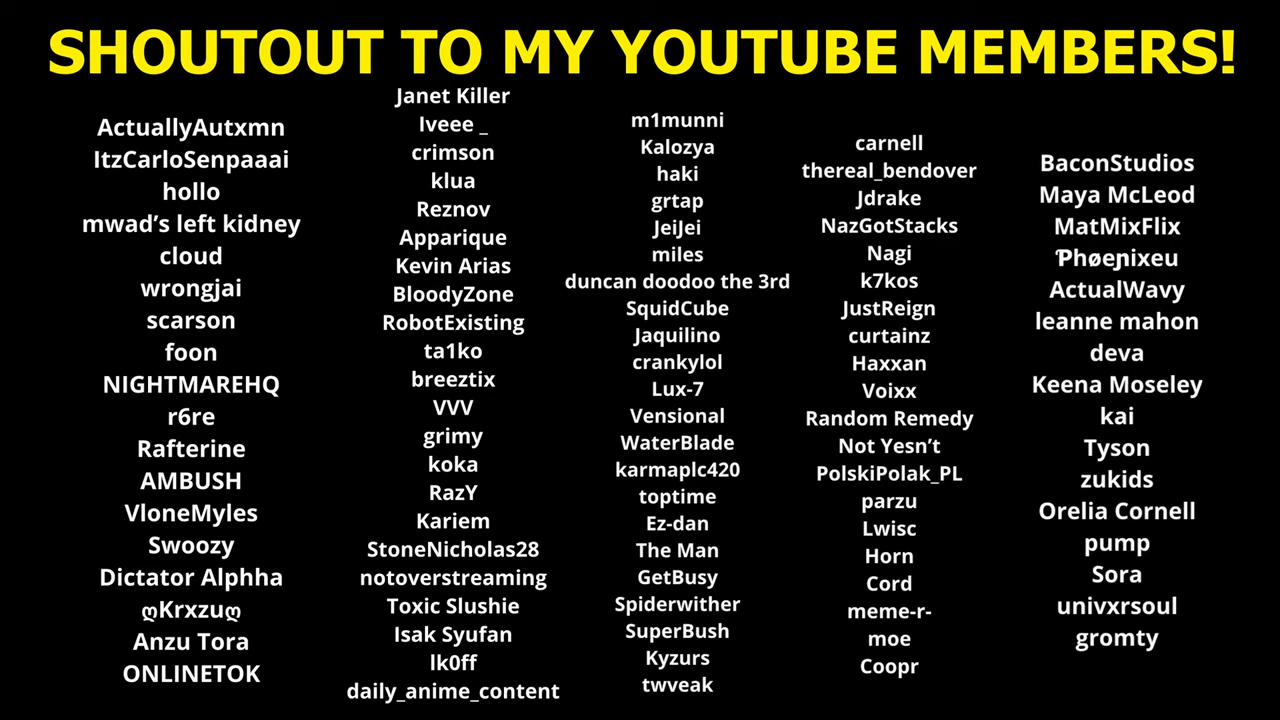 SHOUTOUT TO MY YOUTUBE MEMBERS!
ActuallyAutxmn
ItzCarloSenpaaai
hollo
mwad's left kidney
cloud
wrongjai
scarson
foon
NIGHTMAREHQ
r6re
Rafterine
AMBUSH
VloneMyles
Swoozy
Dictator Alphha
ღKrxzuღ
Anzu Tora
ONLINETOK
Janet Killer
Iveee _
crimson
klua
Reznov
Apparique
Kevin Arias
BloodyZone
RobotExisting
ta1ko
breeztix
VVV
grimy
koka
RazY
Kariem
StoneNicholas28
notoverstreaming
Toxic Slushie
Isak Syufan
lk0ff
daily_anime_content
m1munni
Kalozya
haki
grtap
JeiJei
miles
duncan doodoo the 3rd
SquidCube
Jaquilino
crankylol
Lux-7
Vensional
WaterBlade
karmaplc420
toptime
Ez-dan
The Man
GetBusy
Spiderwither
SuperBush
Kyzurs
twveak
carnell
thereal_bendover
Jdrake
NazGotStacks
Nagi
k7kos
JustReign
curtainz
Haxxan
Voixx
Random Remedy
Not Yesn't
PolskiPolak_PL
parzu
Lwisc
Horn
Cord
meme-r-
moe
Coopr
BaconStudios
Maya McLeod
MatMixFlix
Ƥhøeɲixeu
ActualWavy
leanne mahon
deva
Keena Moseley
kai
Tyson
zukids
Orelia Cornell
pump
Sora
univxrsoul
gromty